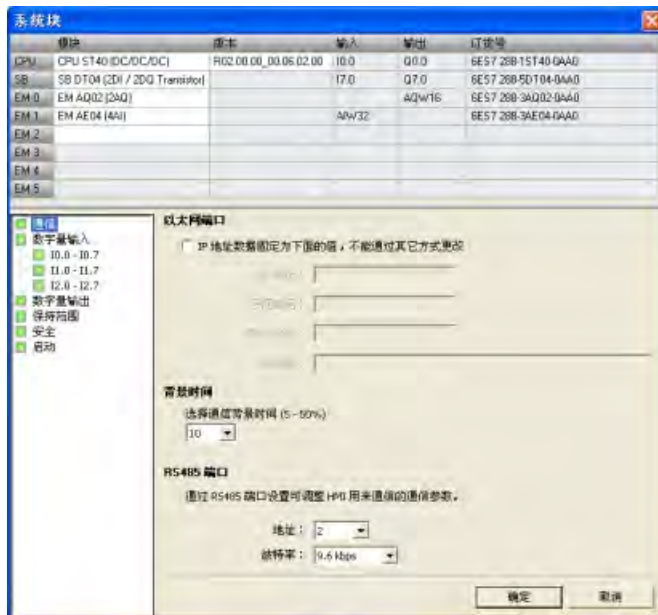 系统块
模块 版本 输入 输出 订货号
CPU CPU ST40 (DC/DC/DC) R02.00.00_00.06.02.00 I0.0 Q0.0 6ES7 288-1ST40-0AA0
SB SB DT04 (2DI / 2DQ Transistor) I7.0 Q7.0 6ES7 288-5DT04-0AA0
EM 0 EM AQ02 (2AQ) AQW16 6ES7 288-3AQ02-0AA0
EM 1 EM AE04 (4AI) AIW32 6ES7 288-3AE04-0AA0
EM 2
EM 3
EM 4
EM 5
通信
数字量输入
I0.0 - I0.7
I1.0 - I1.7
I2.0 - I2.7
数字量输出
保持范围
安全
启动
以太网端口
IP 地址数据固定为下面的值，不能通过其它方式更改
背景时间
选择通信背景时间 (5 - 50%)
10
RS485 端口
通过 RS485 端口设置可调整 HMI 用来通信的通信参数。
地址： 2
波特率： 9.6 kbps
确定 取消